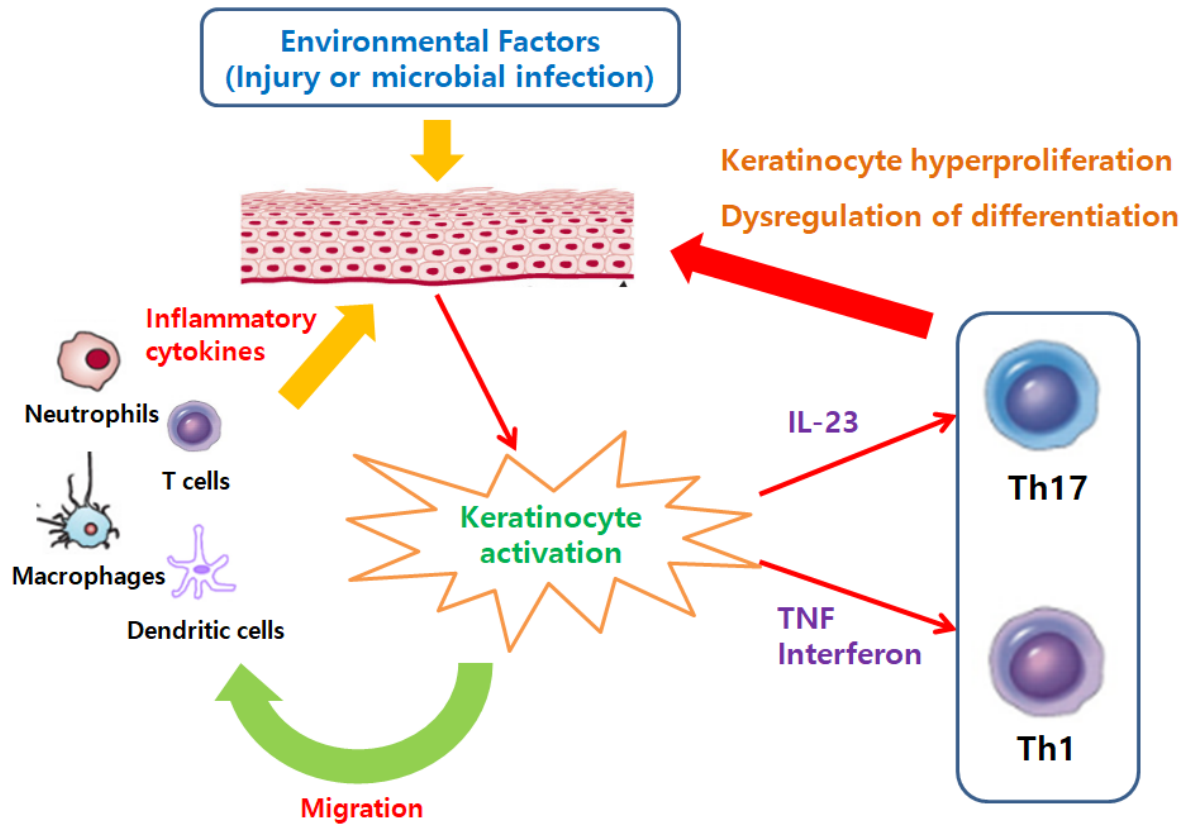 Environmental Factors
(Injury or microbial infection)
Keratinocyte hyperproliferation
Dysregulation of differentiation
Inflammatory
cytokines
Neutrophils
T cells
Macrophages
Dendritic cells
Keratinocyte
activation
IL-23
TNF
Interferon
Th17
Th1
Migration